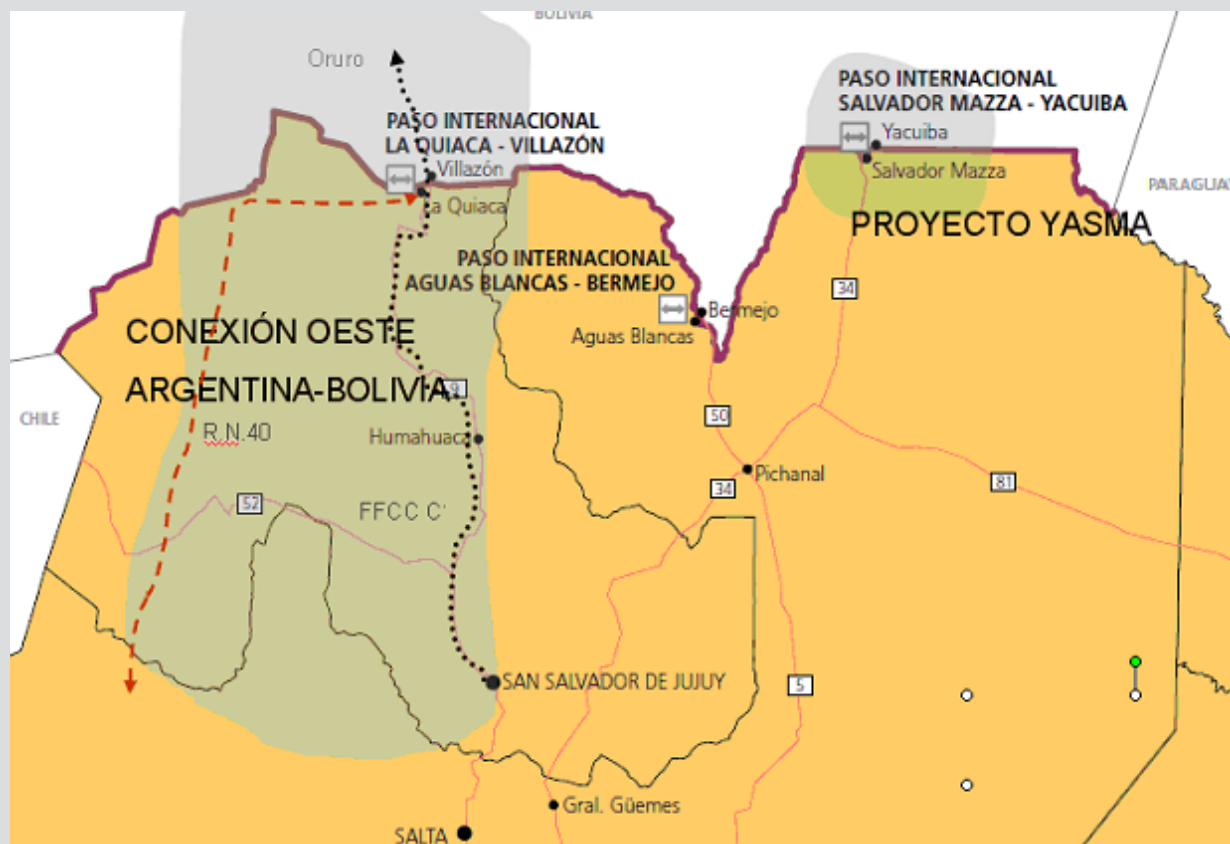 BOLIVIA
Oruro
PASO INTERNACIONAL
SALVADOR MAZZA - YACUIBA
PASO INTERNACIONAL
LA QUIACA - VILLAZÓN
Yacuiba
Villazón
Salvador Mazza
PARAGUAY
La Quiaca
PROYECTO YASMA
PASO INTERNACIONAL
AGUAS BLANCAS - BERMEJO
34
Bermejo
CONEXIÓN OESTE
Aguas Blancas
ARGENTINA-BOLIVIA
9
CHILE
50
R.N.40
Humahuaca
Pichanal
81
34
52
FFCC C'
SAN SALVADOR DE JUJUY
5
Gral. Güemes
SALTA